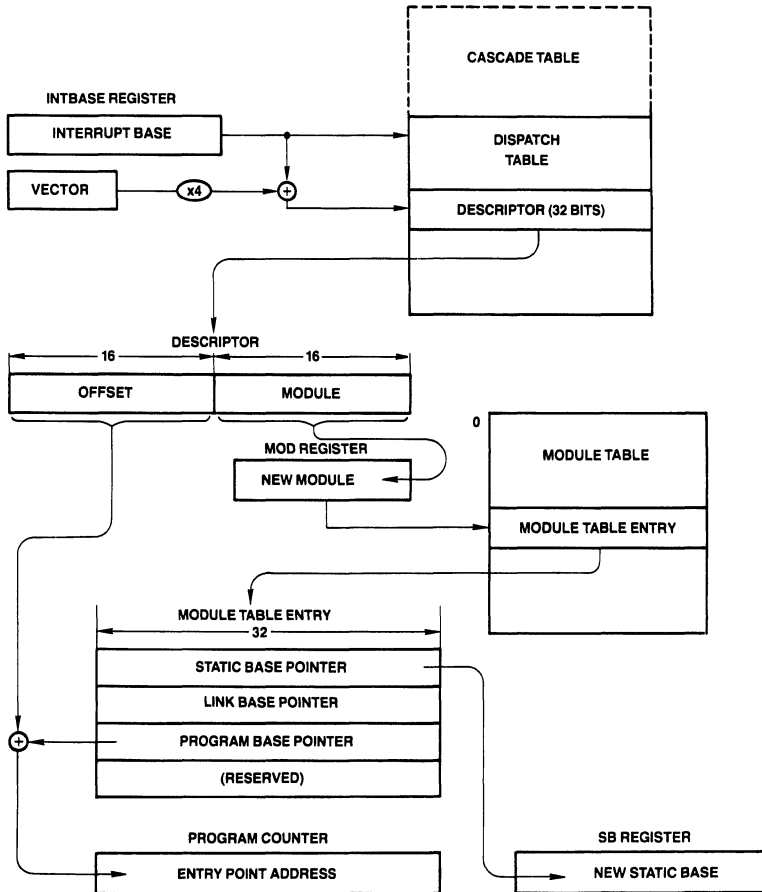 CASCADE TABLE
INTBASE REGISTER
INTERRUPT BASE
DISPATCH
TABLE
VECTOR
x4
+
DESCRIPTOR (32 BITS)
DESCRIPTOR
16
16
OFFSET
MODULE
0
MOD REGISTER
MODULE TABLE
NEW MODULE
MODULE TABLE ENTRY
MODULE TABLE ENTRY
32
STATIC BASE POINTER
LINK BASE POINTER
+
PROGRAM BASE POINTER
(RESERVED)
PROGRAM COUNTER
SB REGISTER
ENTRY POINT ADDRESS
NEW STATIC BASE